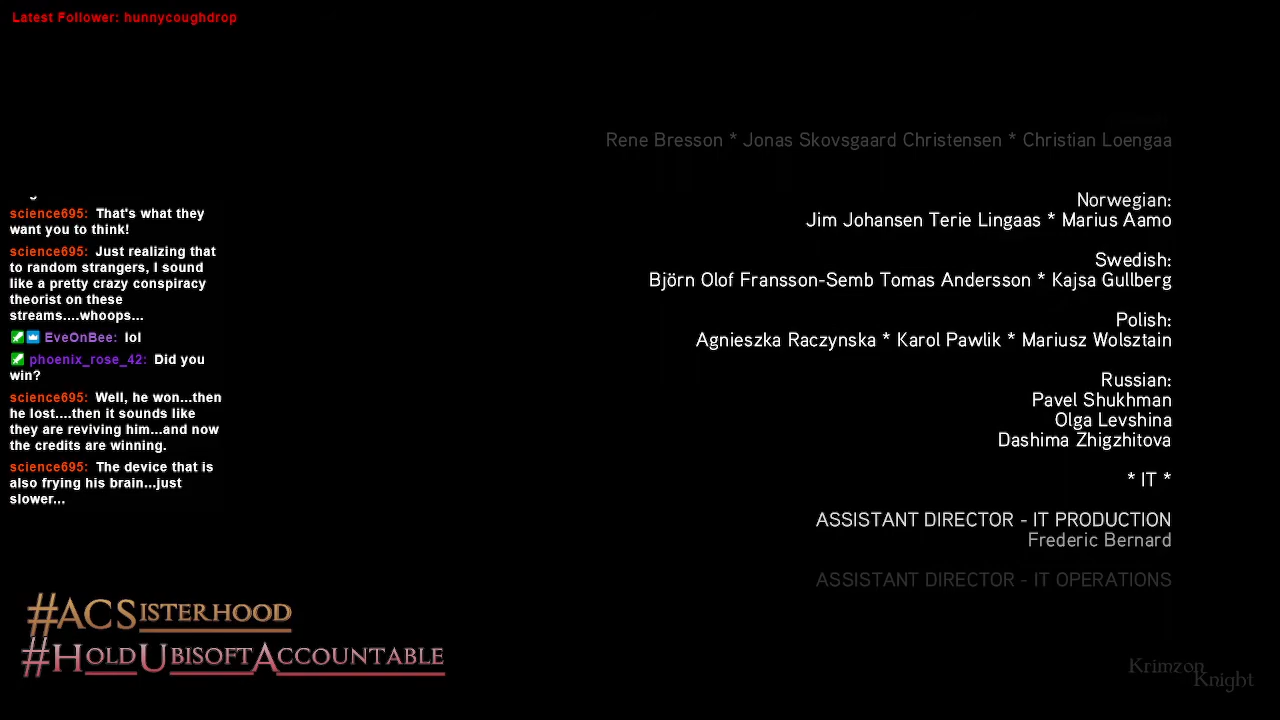 Latest Follower: hunnycoughdrop
Rene Bresson * Jonas Skovsgaard Christensen * Christian Loengaa
Norwegian:
Jim Johansen Terie Lingaas * Marius Aamo
Swedish:
Björn Olof Fransson-Semb Tomas Andersson * Kajsa Gullberg
Polish:
Agnieszka Raczynska * Karol Pawlik * Mariusz Wolsztain
Russian:
Pavel Shukhman
Olga Levshina
Dashima Zhigzhitova
* IT *
ASSISTANT DIRECTOR - IT PRODUCTION
Frederic Bernard
ASSISTANT DIRECTOR - IT OPERATIONS
science695: That's what they
want you to think!
science695: Just realizing that
to random strangers, I sound
like a pretty crazy conspiracy
theorist on these
streams....whoops...
EveOnBee: lol
phoenix_rose_42: Did you
win?
science695: Well, he won...then
he lost....then it sounds like
they are reviving him...and now
the credits are winning.
science695: The device that is
also frying his brain...just
slower...
#ACSisterhood
#HoldUbisoftAccountable
Krimzon
Knight